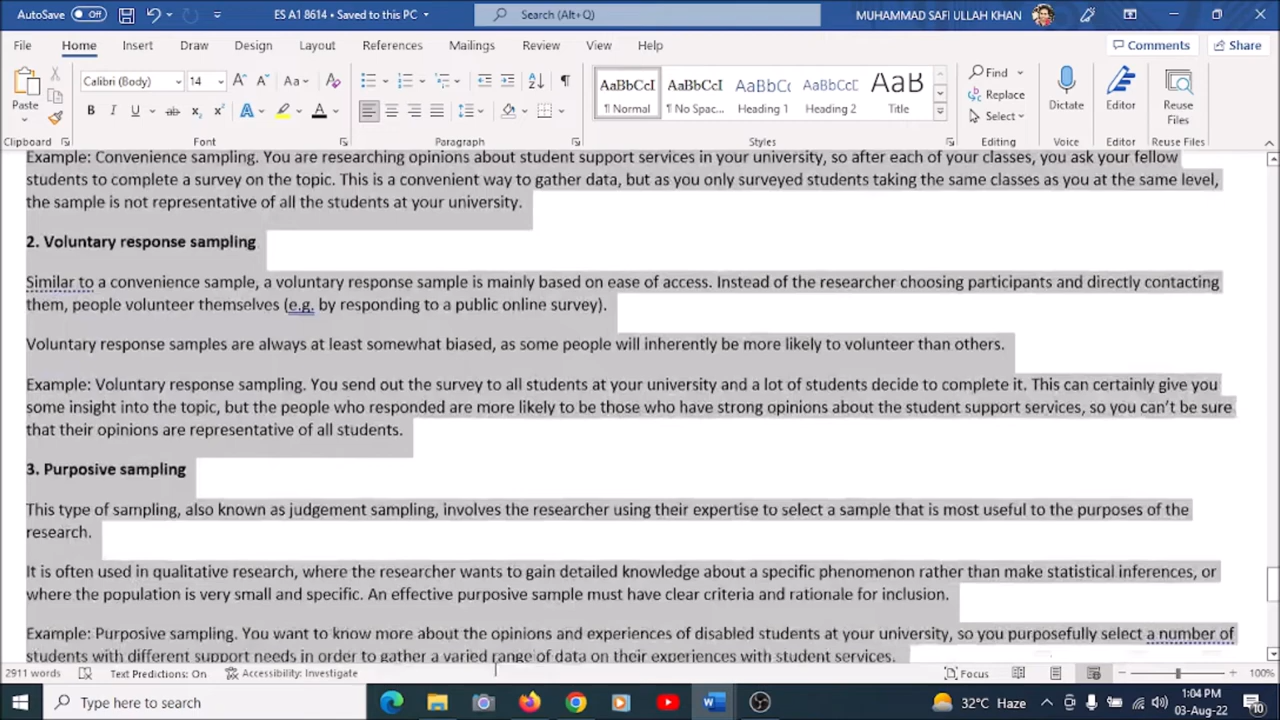 AutoSave Off
ES A1 8614 • Saved to this PC
Search (Alt+Q)
MUHAMMAD SAFI ULLAH KHAN
File Home Insert Draw Design Layout References Mailings Review View Help
Comments Share
Paste
Calibri (Body) 14
Aa
B I U ab x₂ x² A A
AaBbCcI AaBbCcI AaBbCc AaBbCcD AaB
¶ Normal ¶ No Spac... Heading 1 Heading 2 Title
Find
Replace
Select
Dictate
Editor
Reuse
Files
Clipboard Font Paragraph Styles Editing Voice Editor Reuse Files
Example: Convenience sampling. You are researching opinions about student support services in your university, so after each of your classes, you ask your fellow
students to complete a survey on the topic. This is a convenient way to gather data, but as you only surveyed students taking the same classes as you at the same level,
the sample is not representative of all the students at your university.
2. Voluntary response sampling
Similar to a convenience sample, a voluntary response sample is mainly based on ease of access. Instead of the researcher choosing participants and directly contacting
them, people volunteer themselves (e.g. by responding to a public online survey).
Voluntary response samples are always at least somewhat biased, as some people will inherently be more likely to volunteer than others.
Example: Voluntary response sampling. You send out the survey to all students at your university and a lot of students decide to complete it. This can certainly give you
some insight into the topic, but the people who responded are more likely to be those who have strong opinions about the student support services, so you can’t be sure
that their opinions are representative of all students.
3. Purposive sampling
This type of sampling, also known as judgement sampling, involves the researcher using their expertise to select a sample that is most useful to the purposes of the
research.
It is often used in qualitative research, where the researcher wants to gain detailed knowledge about a specific phenomenon rather than make statistical inferences, or
where the population is very small and specific. An effective purposive sample must have clear criteria and rationale for inclusion.
Example: Purposive sampling. You want to know more about the opinions and experiences of disabled students at your university, so you purposefully select a number of
students with different support needs in order to gather a varied range of data on their experiences with student services.
2911 words Text Predictions: On Accessibility: Investigate Focus 100%
Type here to search
32°C Haze
1:04 PM
03-Aug-22
10